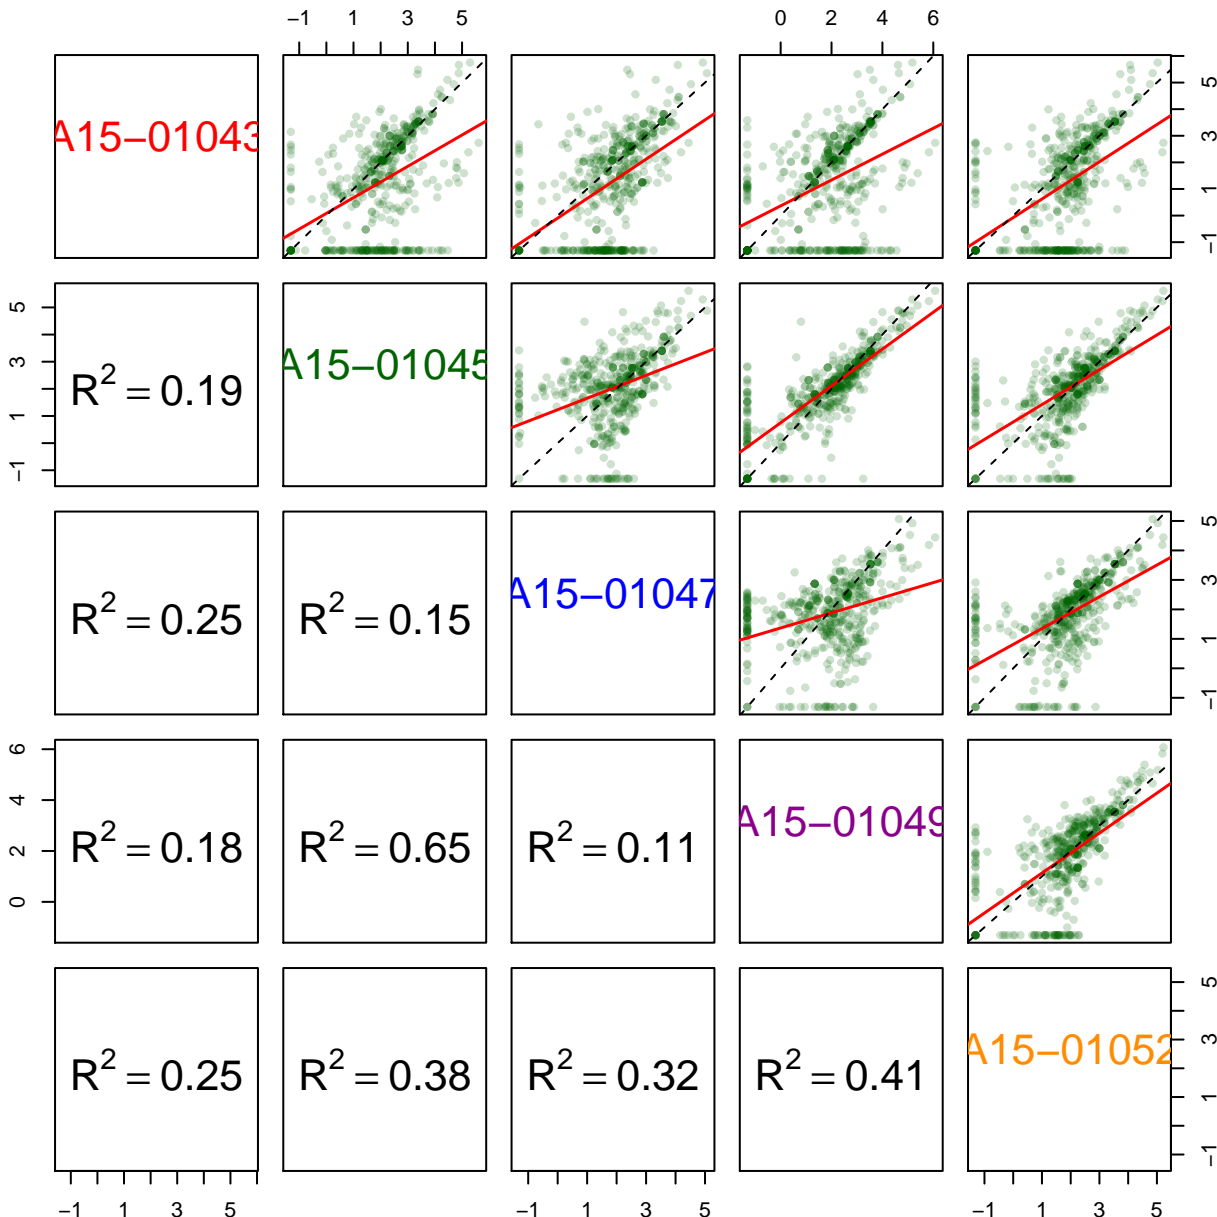 −1 1 3 5 0 2 4 6
A15−01043
5
3
1
−1
5
3
1
−1
R2 = 0.19
A15−01045
R2 = 0.25 R2 = 0.15
A15−01047
5
3
1
−1
6
4
2
0
R2 = 0.18 R2 = 0.65 R2 = 0.11
A15−01049
R2 = 0.25 R2 = 0.38 R2 = 0.32 R2 = 0.41
A15−01052
5
3
1
−1
−1 1 3 5 −1 1 3 5 −1 1 3 5